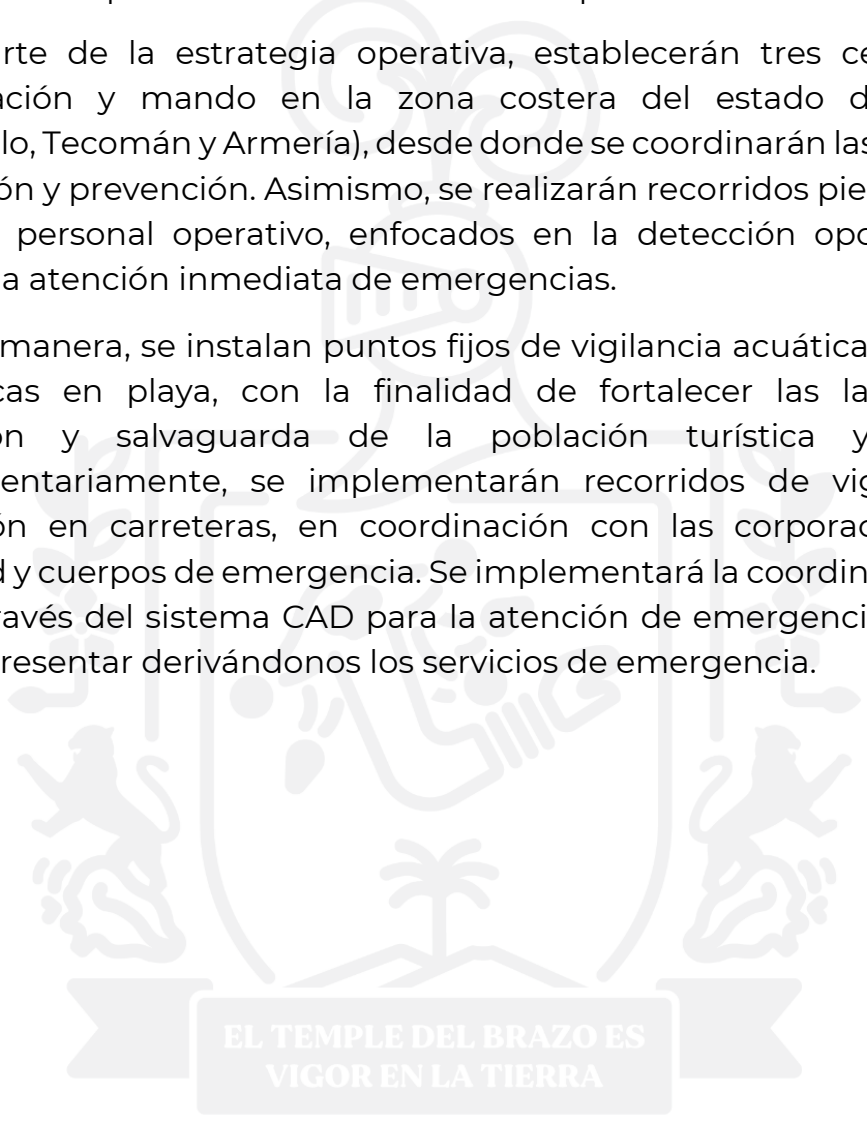 rte de la estrategia operativa, establecerán tres ce
ación y mando en la zona costera del estado d
lo, Tecomán y Armería), desde donde se coordinarán las
ón y prevención. Asimismo, se realizarán recorridos pie
personal operativo, enfocados en la detección opo
a atención inmediata de emergencias.
manera, se instalan puntos fijos de vigilancia acuática
cas en playa, con la finalidad de fortalecer las la
ón y salvaguarda de la población turística y
entariamente, se implementarán recorridos de vig
ón en carreteras, en coordinación con las corporac
d y cuerpos de emergencia. Se implementará la coordin
ravés del sistema CAD para la atención de emergenci
resentar derivándonos los servicios de emergencia.
EL TEMPLE DEL BRAZO ES
VIGOR EN LA TIERRA